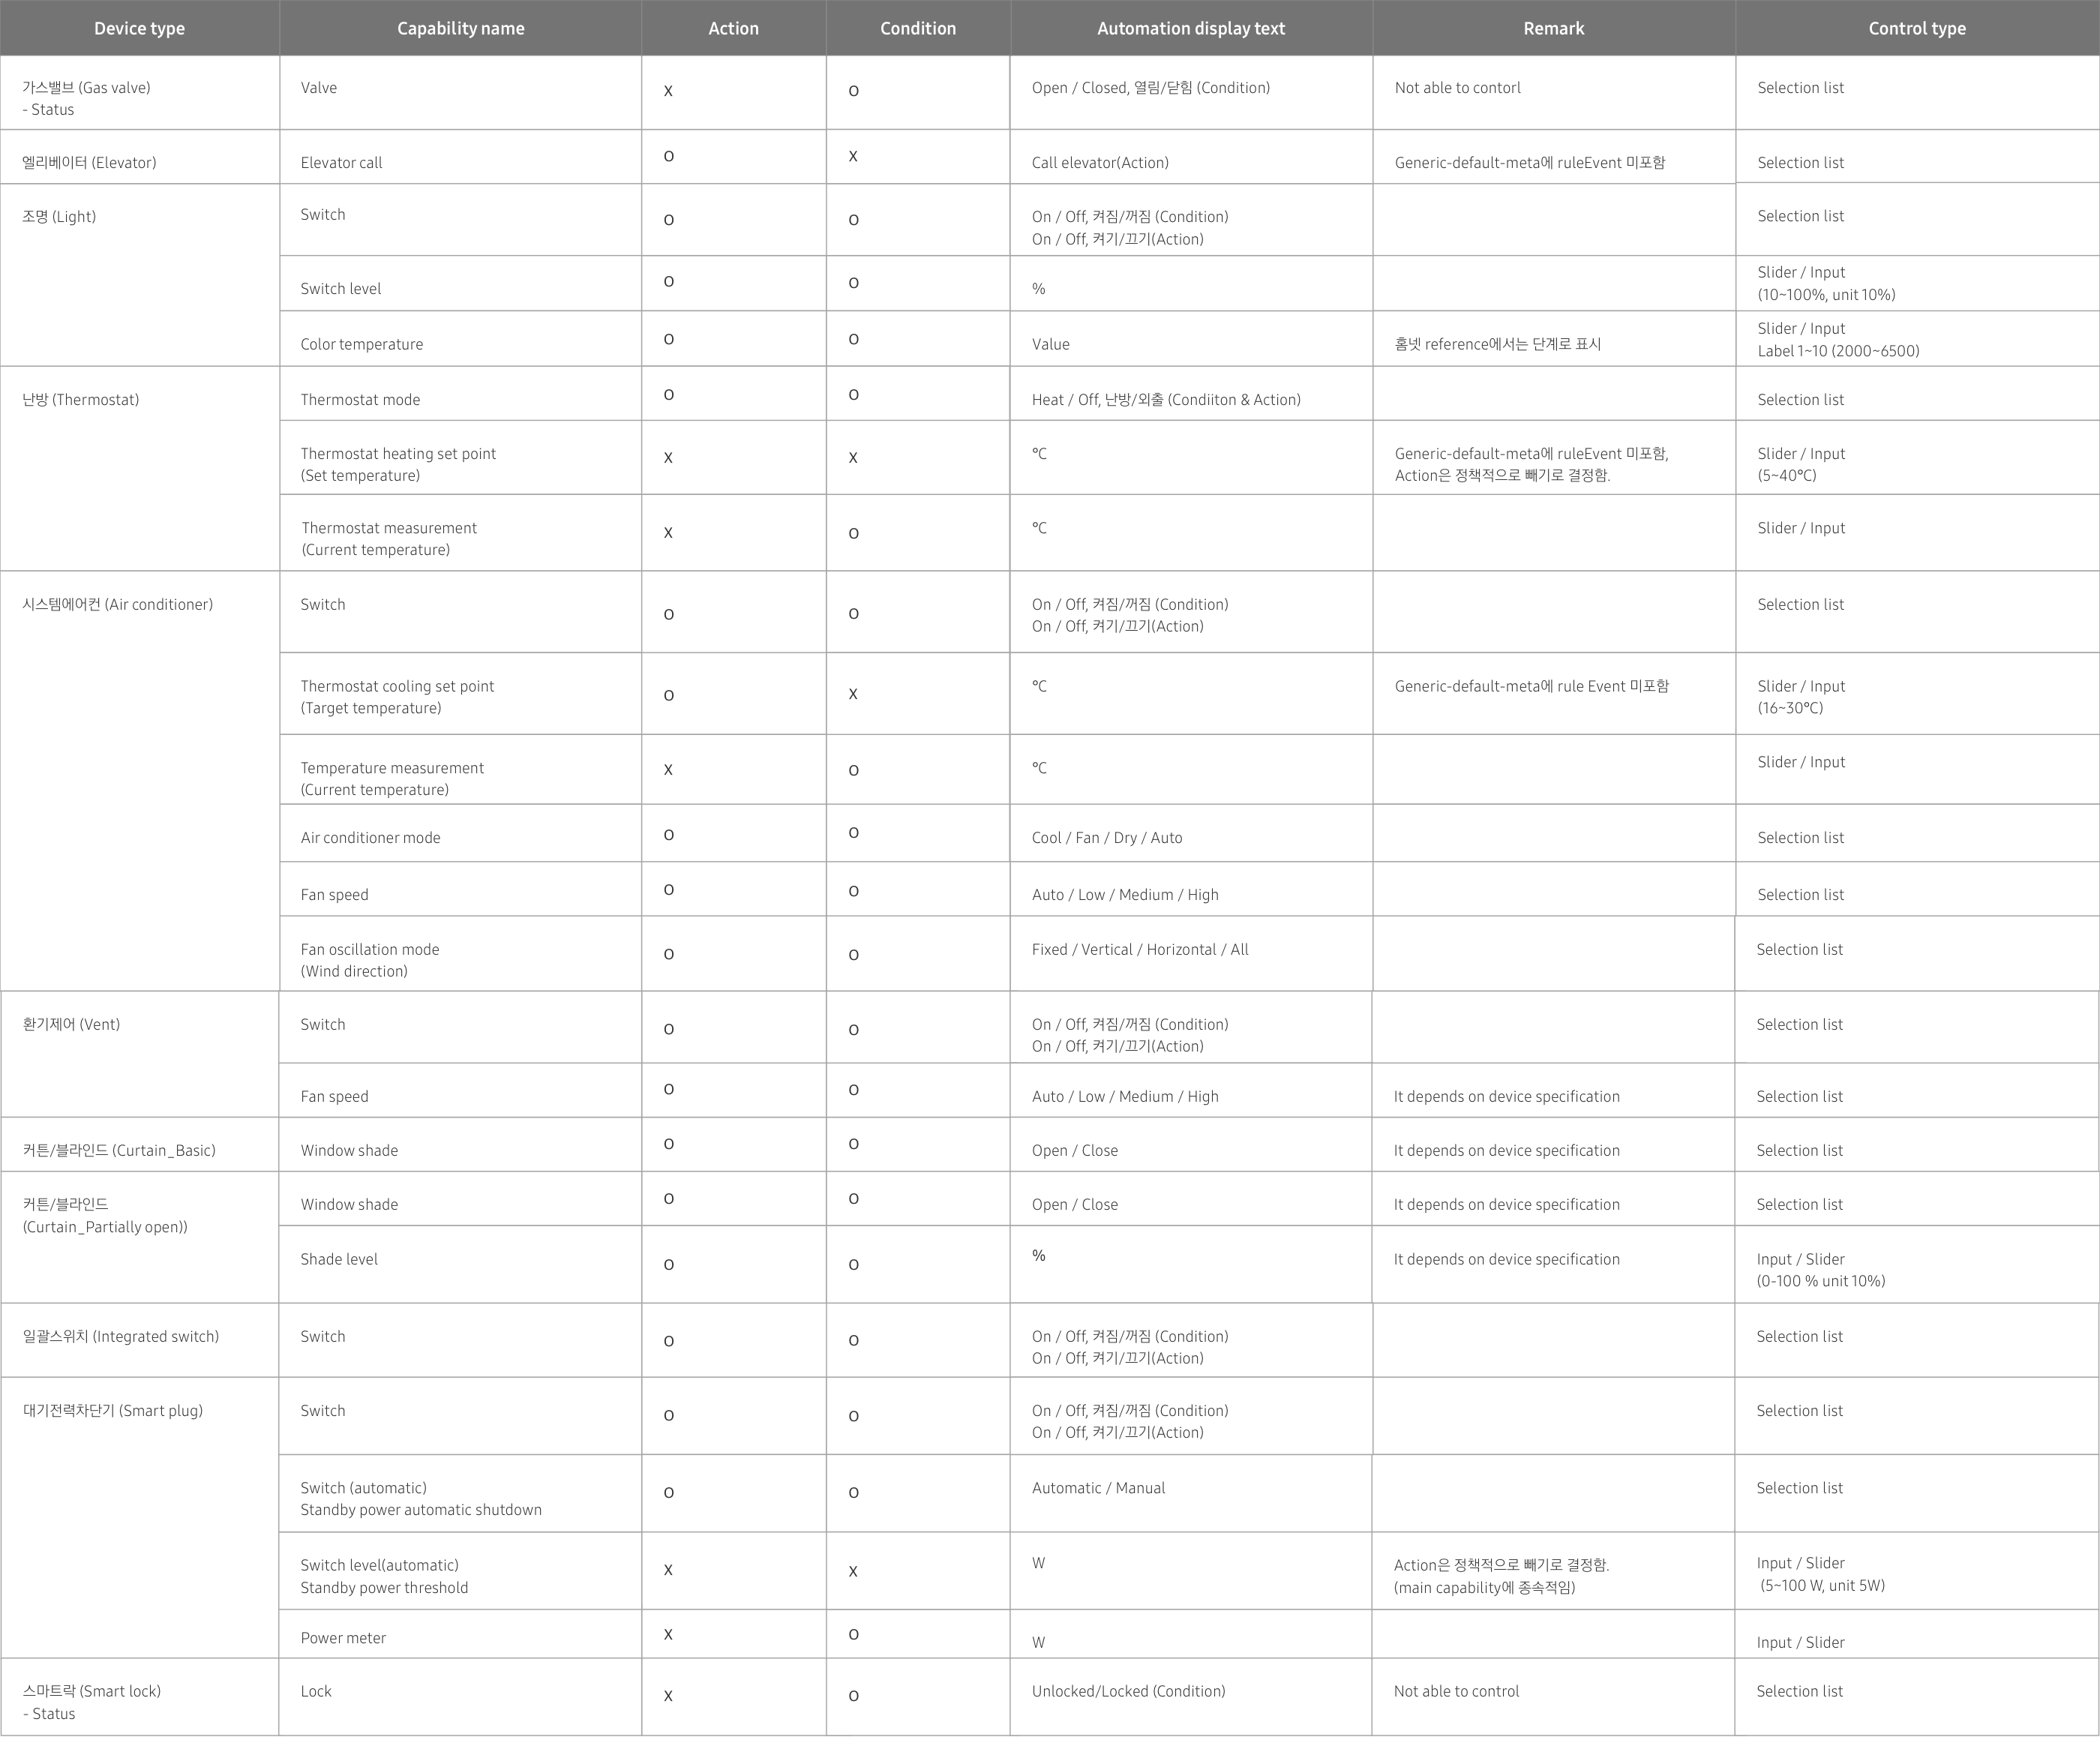 Device type	Capability name	Action	Condition	Automation display text	Remark	Control type
가스밸브 (Gas valve)	Valve	X	O	Open / Closed, 열림/닫힘 (Condition)	Not able to contorl	Selection list
- Status
엘리베이터 (Elevator)	Elevator call	O	X	Call elevator(Action)	Generic-default-meta에 ruleEvent 미포함	Selection list
조명 (Light)	Switch	O	O	On / Off, 켜짐/꺼짐 (Condition)	Selection list
On / Off, 켜기/끄기(Action)
Switch level	O	O	%	Slider / Input
(10~100%, unit 10%)
Color temperature	O	O	Value	홈넷 reference에서는 단계로 표시	Slider / Input
Label 1~10 (2000~6500)
난방 (Thermostat)	Thermostat mode	O	O	Heat / Off, 난방/외출 (Condiiton & Action)	Selection list
Thermostat heating set point	X	X	°C	Generic-default-meta에 ruleEvent 미포함,	Slider / Input
(Set temperature)	Action은 정책적으로 빼기로 결정함.	(5~40°C)
Thermostat measurement	X	O	°C	Slider / Input
(Current temperature)
시스템에어컨 (Air conditioner)	Switch	O	O	On / Off, 켜짐/꺼짐 (Condition)	Selection list
On / Off, 켜기/끄기(Action)
Thermostat cooling set point	O	X	°C	Generic-default-meta에 rule Event 미포함	Slider / Input
(Target temperature)	(16~30°C)
Temperature measurement	X	O	°C	Slider / Input
(Current temperature)
Air conditioner mode	O	O	Cool / Fan / Dry / Auto	Selection list
Fan speed	O	O	Auto / Low / Medium / High	Selection list
Fan oscillation mode	O	O	Fixed / Vertical / Horizontal / All	Selection list
(Wind direction)
환기제어 (Vent)	Switch	O	O	On / Off, 켜짐/꺼짐 (Condition)	Selection list
On / Off, 켜기/끄기(Action)
Fan speed	O	O	Auto / Low / Medium / High	It depends on device specification	Selection list
커튼/블라인드 (Curtain_Basic)	Window shade	O	O	Open / Close	It depends on device specification	Selection list
커튼/블라인드	Window shade	O	O	Open / Close	It depends on device specification	Selection list
(Curtain_Partially open))
Shade level	O	O	%	It depends on device specification	Input / Slider
(0-100 % unit 10%)
일괄스위치 (Integrated switch)	Switch	O	O	On / Off, 켜짐/꺼짐 (Condition)	Selection list
On / Off, 켜기/끄기(Action)
대기전력차단기 (Smart plug)	Switch	O	O	On / Off, 켜짐/꺼짐 (Condition)	Selection list
On / Off, 켜기/끄기(Action)
Switch (automatic)	O	O	Automatic / Manual	Selection list
Standby power automatic shutdown
Switch level(automatic)	X	X	W	Action은 정책적으로 빼기로 결정함.	Input / Slider
Standby power threshold	(main capability에 종속적임)	(5~100 W, unit 5W)
Power meter	X	O	W	Input / Slider
스마트락 (Smart lock)	Lock	X	O	Unlocked/Locked (Condition)	Not able to control	Selection list
- Status